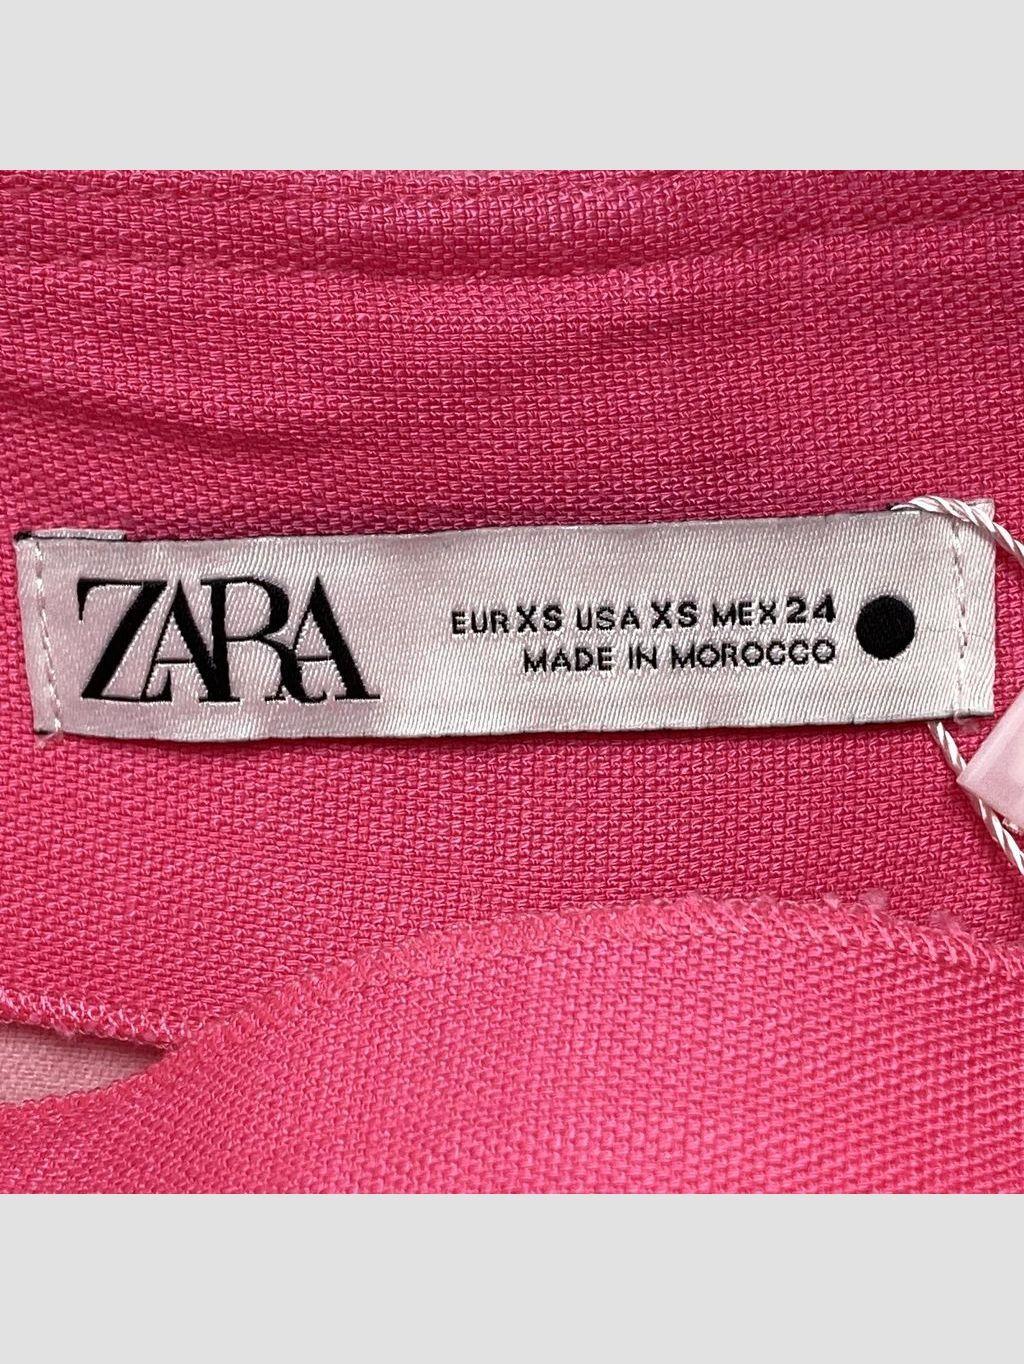 ZARA
EUR XS USA XS MEX 24
MADE IN MOROCCO